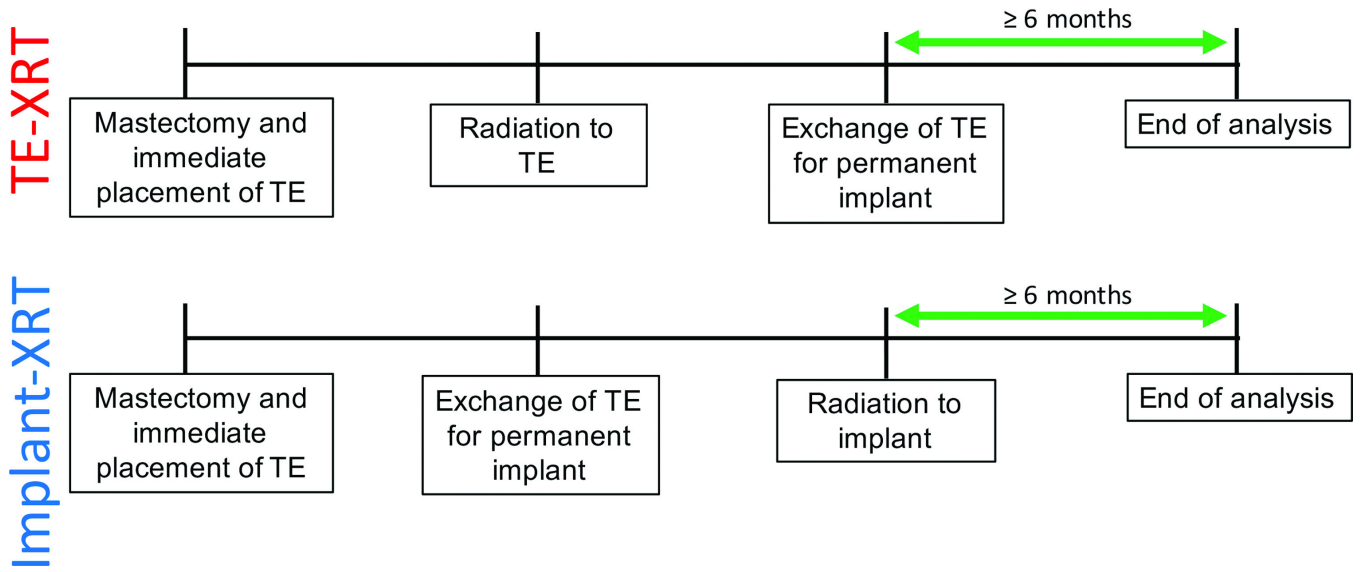 TE-XRT
≥ 6 months
Mastectomy and
immediate
placement of TE
Radiation to
TE
Exchange of TE
for permanent
implant
End of analysis
Implant-XRT
≥ 6 months
Mastectomy and
immediate
placement of TE
Exchange of TE
for permanent
implant
Radiation to
implant
End of analysis